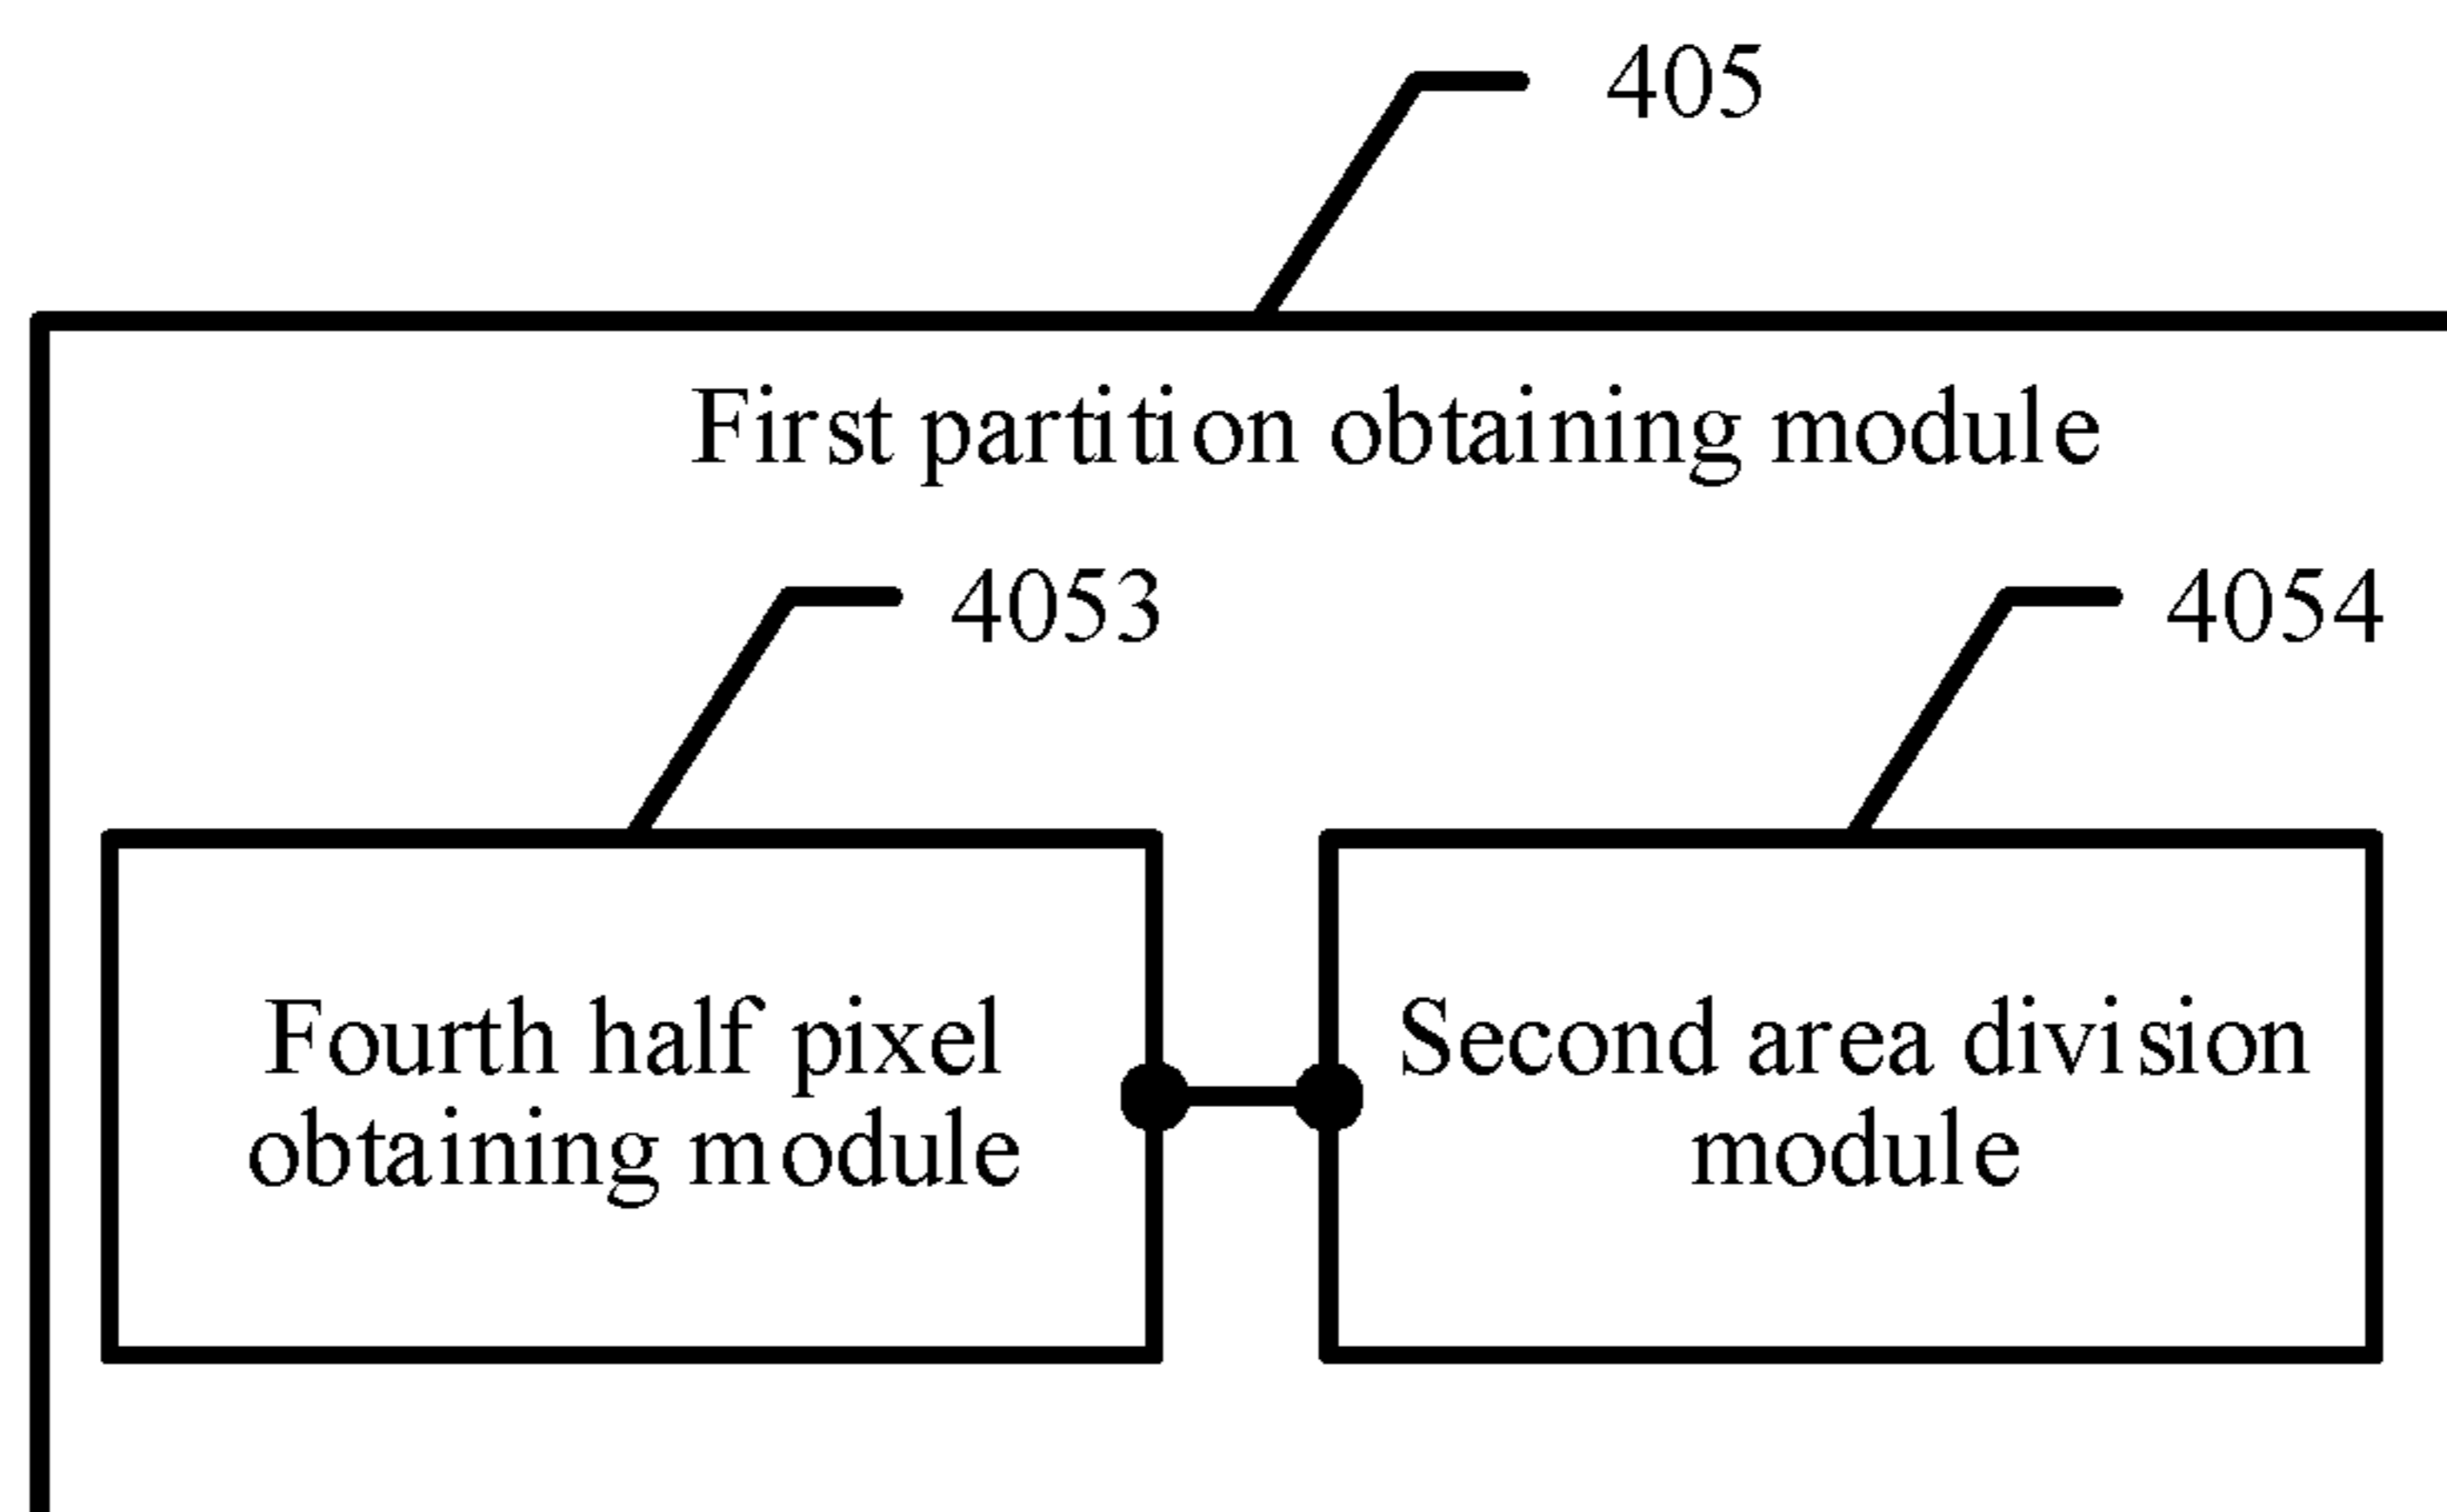 405
First partition obtaining module
4053
4054
Fourth half pixel
obtaining module
Second area division
module